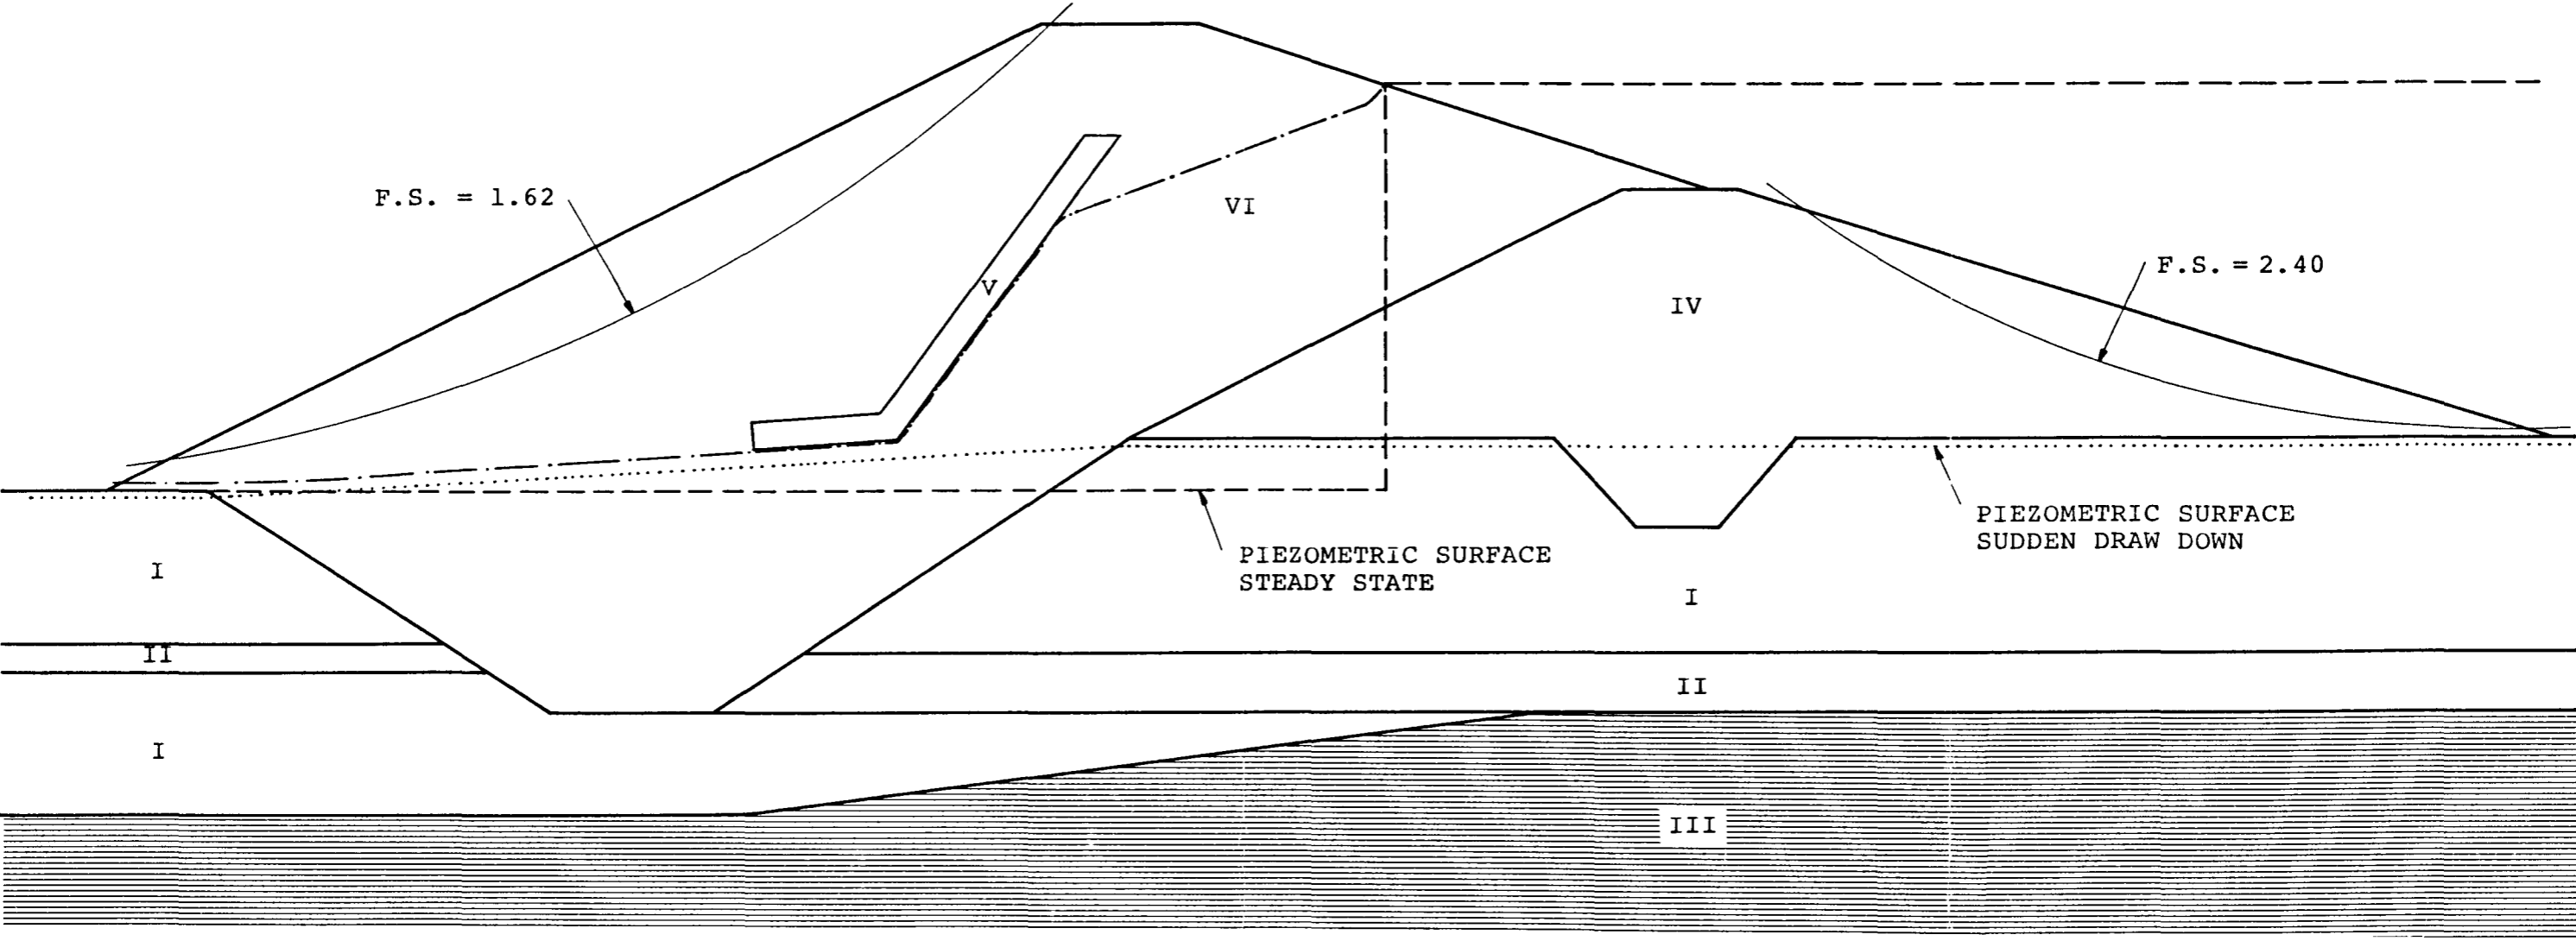 F.S. = 1.62
VI
V
IV
F.S. = 2.40
PIEZOMETRIC SURFACE
SUDDEN DRAW DOWN
PIEZOMETRIC SURFACE
STEADY STATE
I
I
II
II
I
III